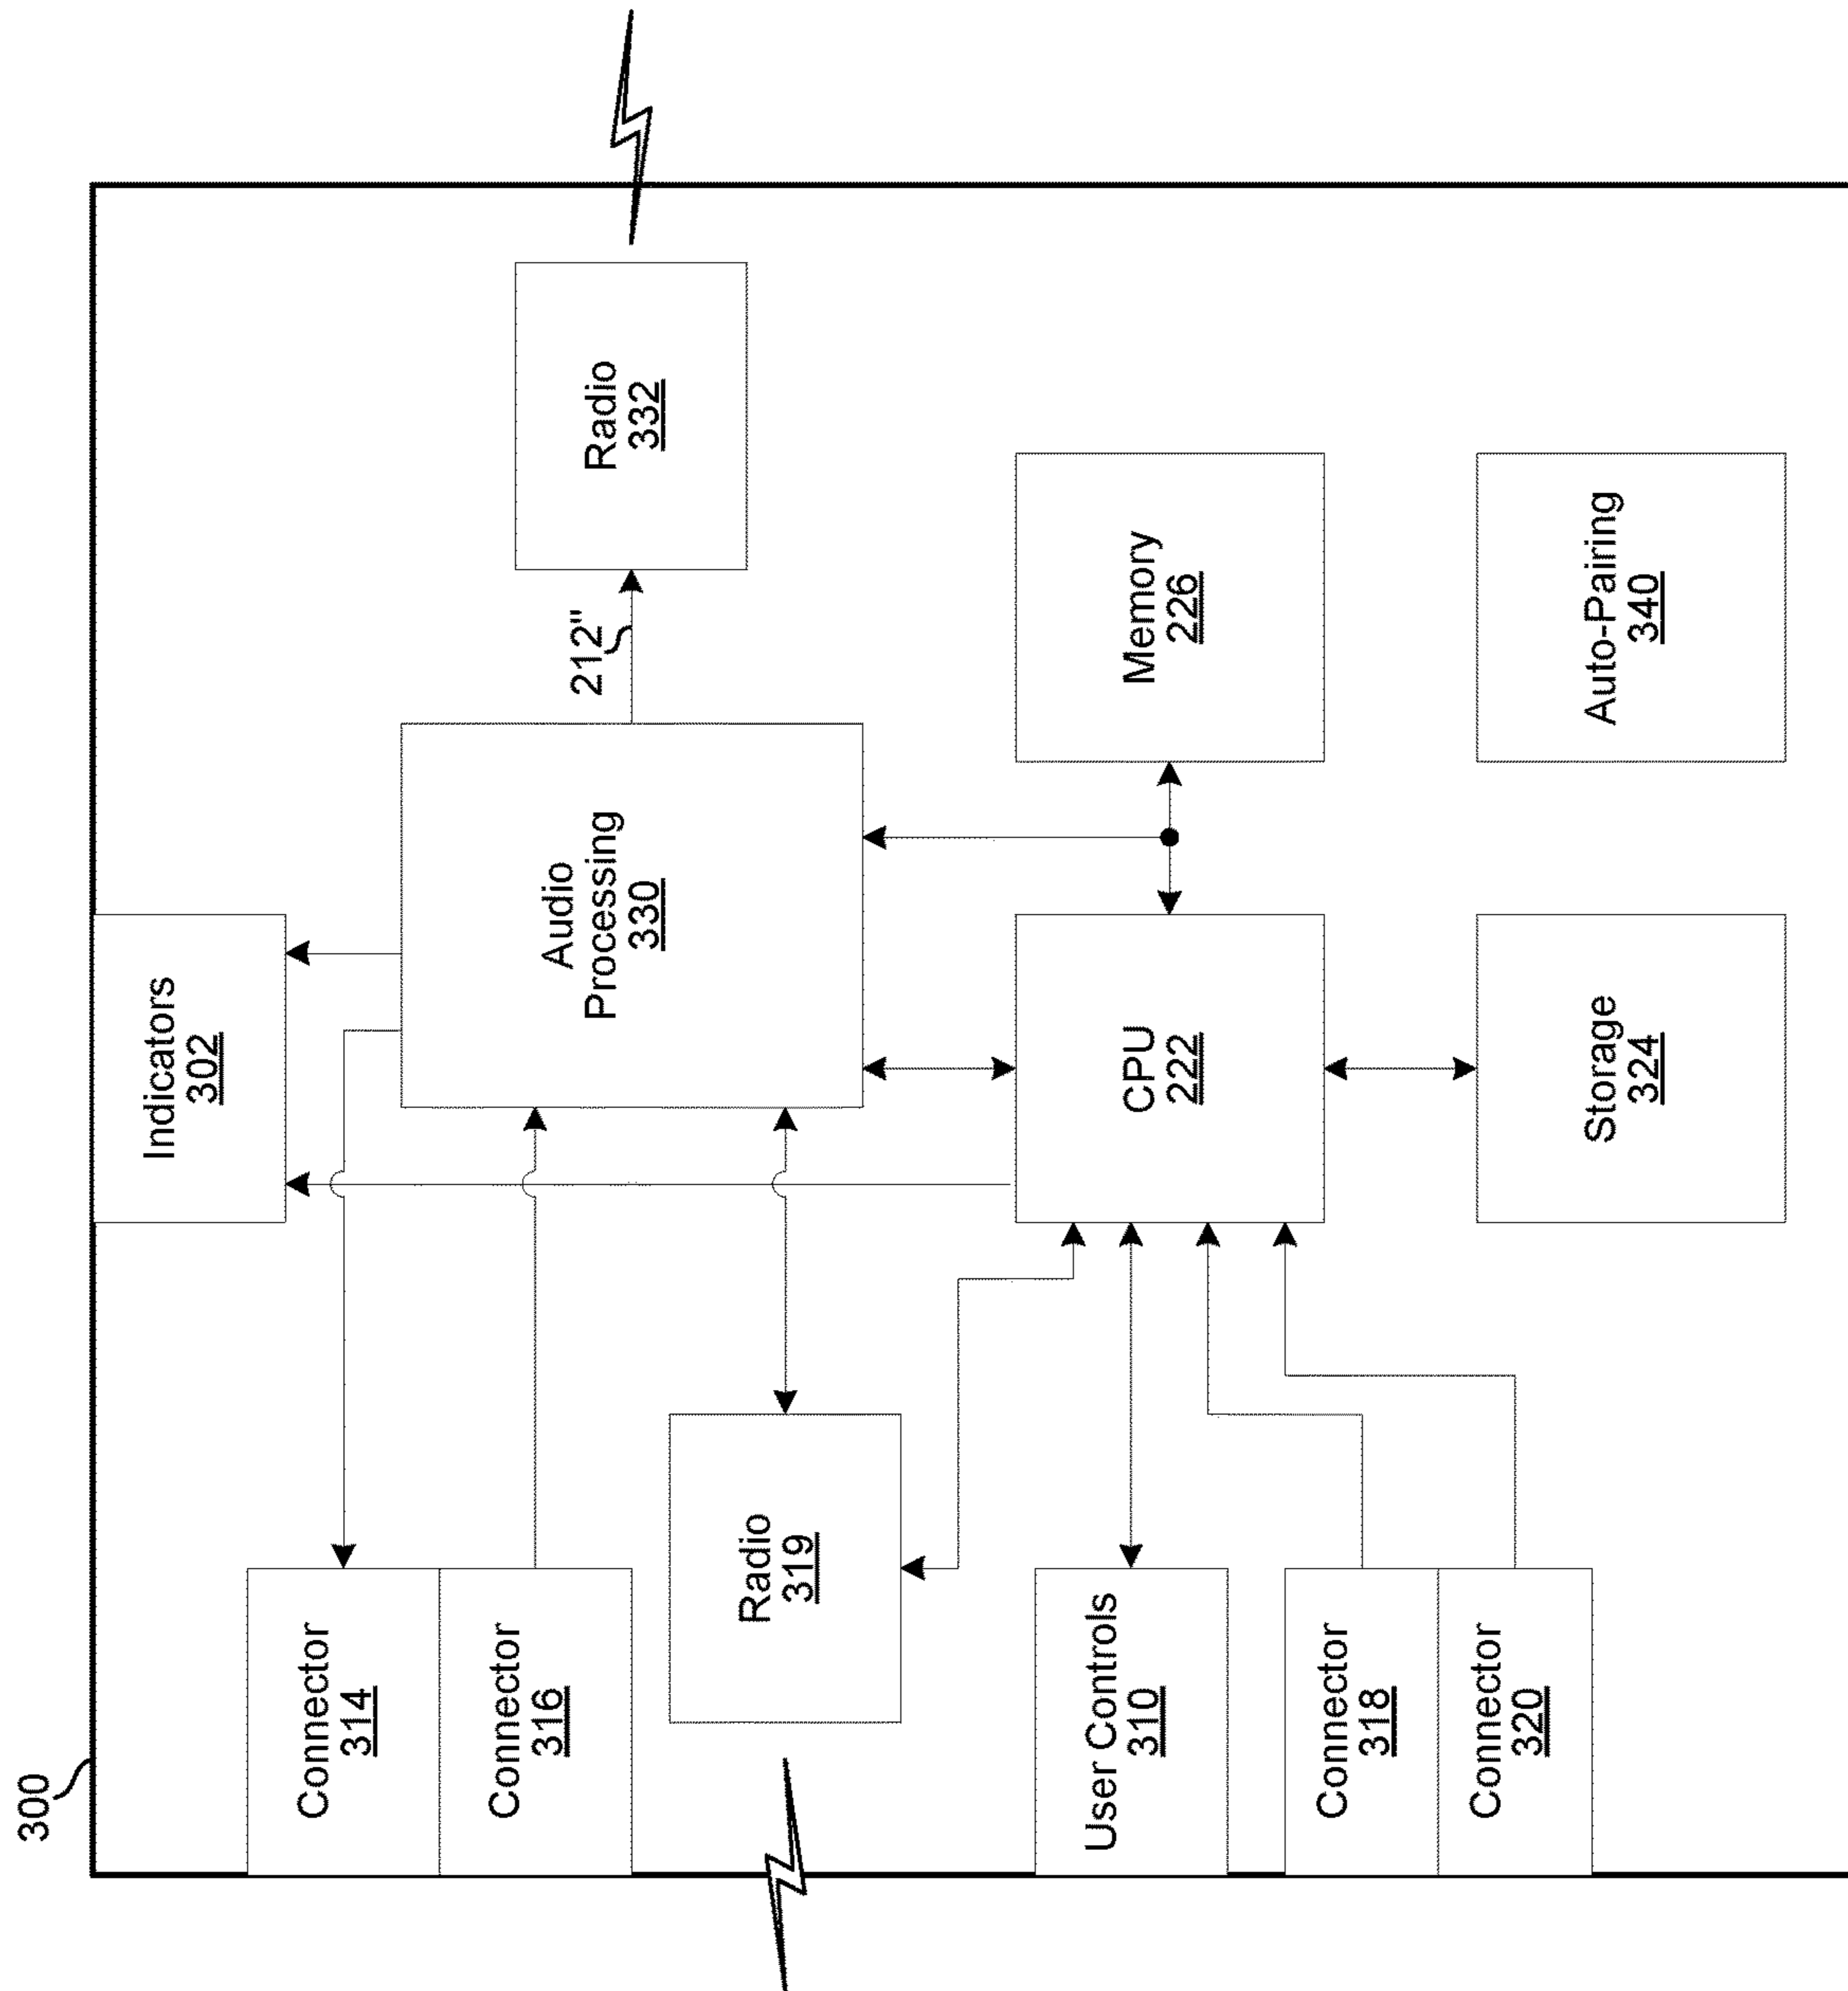 300
Indicators
302
Connector
314
Connector
316
Audio
Processing
330
212"
Radio
332
Radio
319
User Controls
310
CPU
222
Memory
226
Connector
318
Connector
320
Storage
324
Auto-Pairing
340